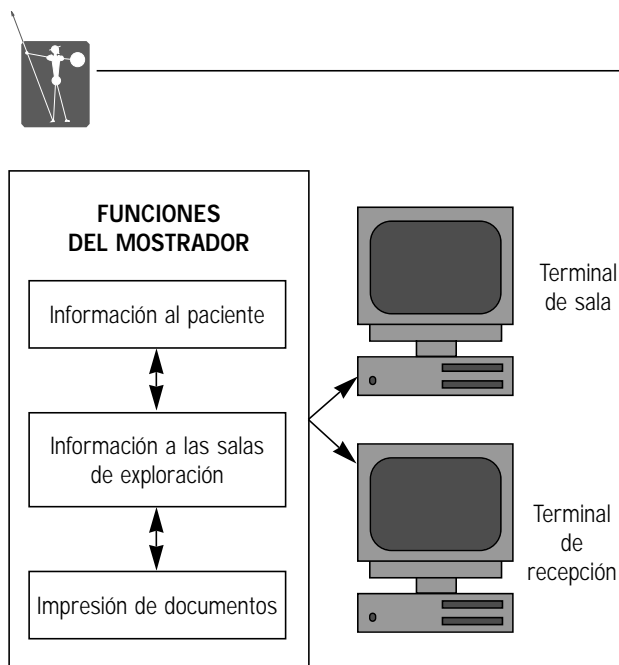 FUNCIONES
DEL MOSTRADOR
Información al paciente
Información a las salas
de exploración
Impresión de documentos
Terminal
de sala
Terminal
de
recepción